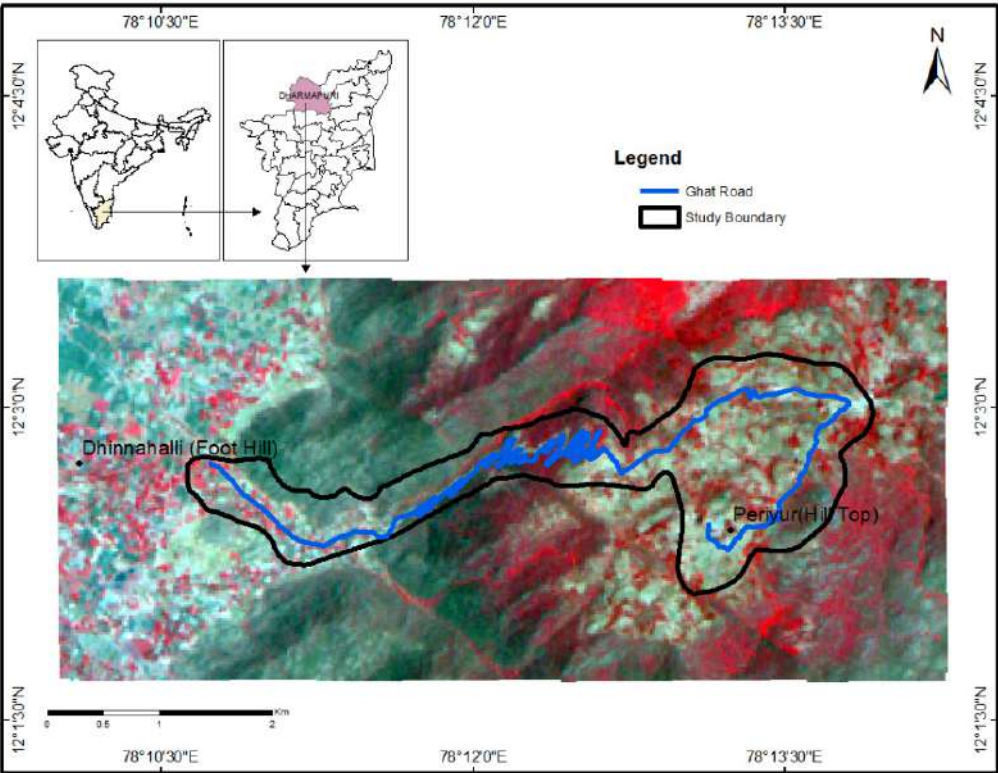 78°10'30"E 78°12'0"E 78°13'30"E
N
12°4'30"N 12°4'30"N
DHARMAPURI
Legend
Ghat Road
Study Boundary
12°3'0"N 12°3'0"N
Dhinnahalli (Foot Hill)
Periyur(Hill Top)
12°1'30"N 12°1'30"N
Km
0 0.5 1 2
78°10'30"E 78°12'0"E 78°13'30"E